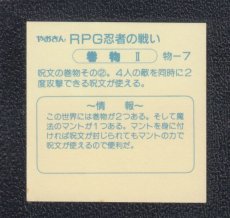 やおきん RPG忍者の戦い
巻物 II 物-7
呪文の巻物その②。4人の敵を同時に2
度攻撃できる呪文が使える。
～情 報～
この世界には巻物が2つある。そして魔
法のマントが1つある。マントを身に付
ければ呪文が封じられてもマントの力で
呪文が使えるので便利だ。